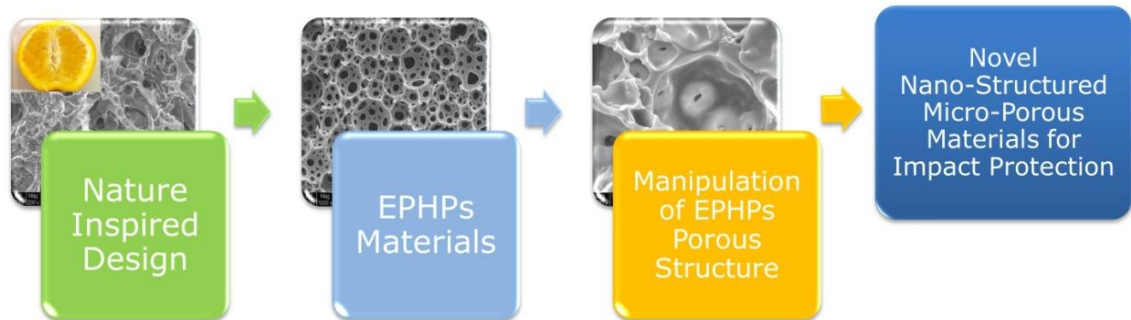 Nature
Inspired
Design
EPHPs
Materials
Manipulation
of EPHPs
Porous
Structure
Novel
Nano-Structured
Micro-Porous
Materials for
Impact Protection